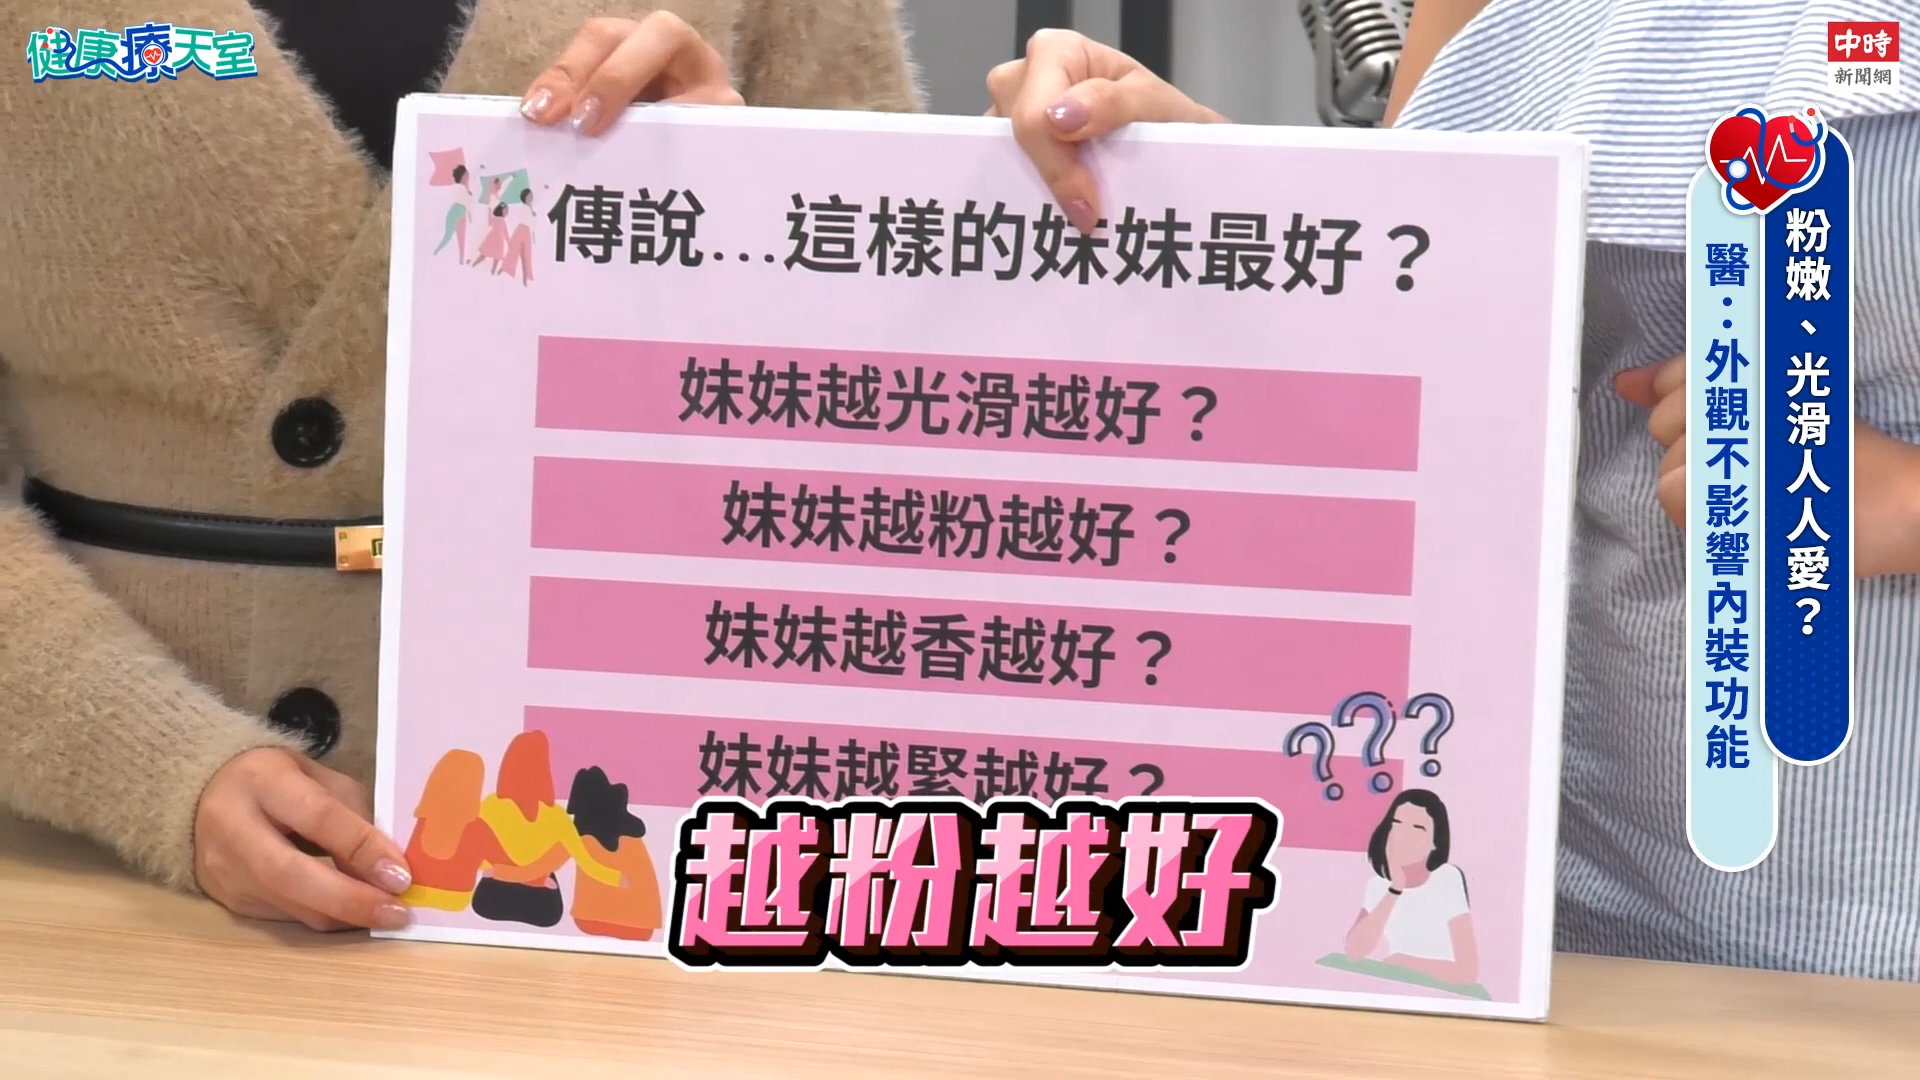 健康療天室
中時
新聞網
傳說...這樣的妹妹最好？
妹妹越光滑越好？
妹妹越粉越好？
妹妹越香越好？
妹妹越緊越好？
???
越粉越好
粉嫩、光滑人人愛？
醫：外觀不影響內裝功能